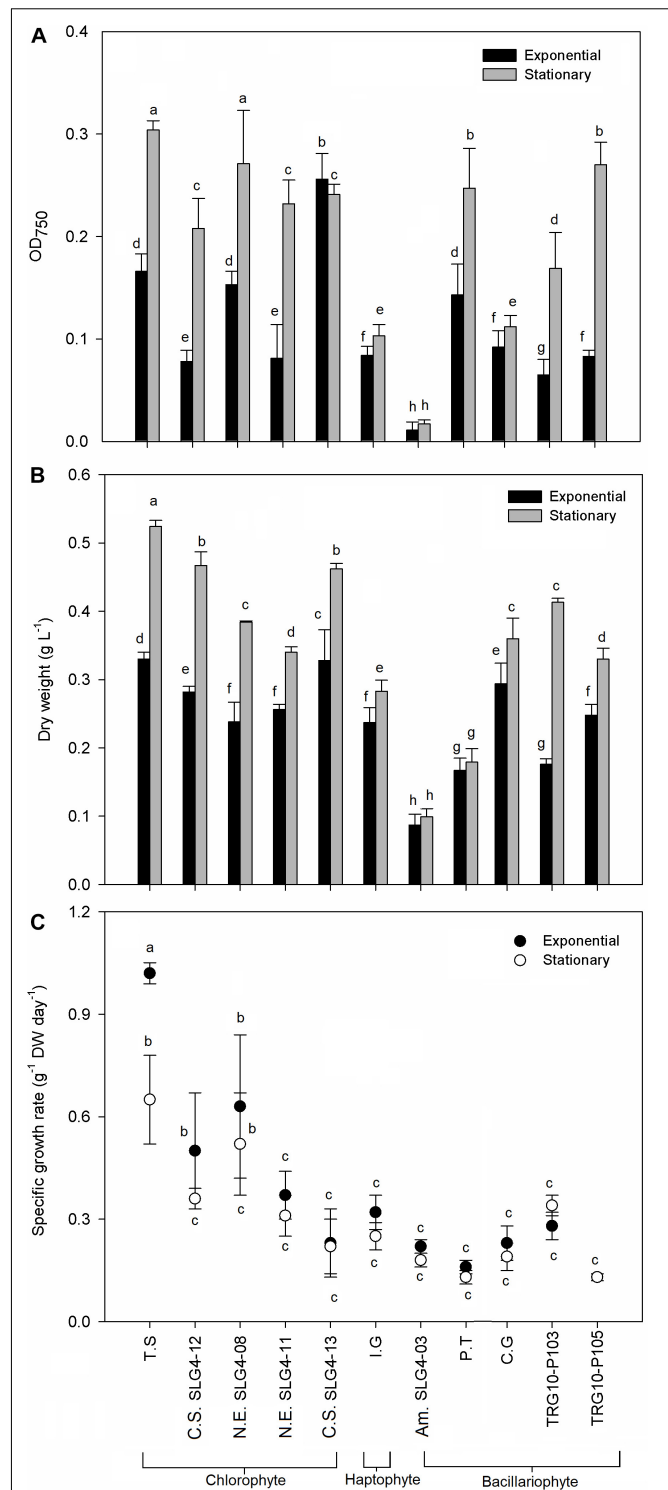 A
Exponential
Stationary
OD750
0.4
0.3
0.2
0.1
0.0
d a e c d a e c b c f e h h d b f e g d f b
B
Exponential
Stationary
Dry weight (g L-1)
0.6
0.5
0.4
0.3
0.2
0.1
0.0
d a e b f c f d c b f e h h g g e c g c f d
C
Exponential
Stationary
Specific growth rate (g-1 DW day-1)
1.2
0.9
0.6
0.3
0.0
a b b c b b c c c c c c c c c c c c c c c c
T.S
C.S. SLG4-12
N.E. SLG4-08
N.E. SLG4-11
C.S. SLG4-13
I.G
Am. SLG4-03
P.T
C.G
TRG10-P103
TRG10-P105
Chlorophyte
Haptophyte
Bacillariophyte